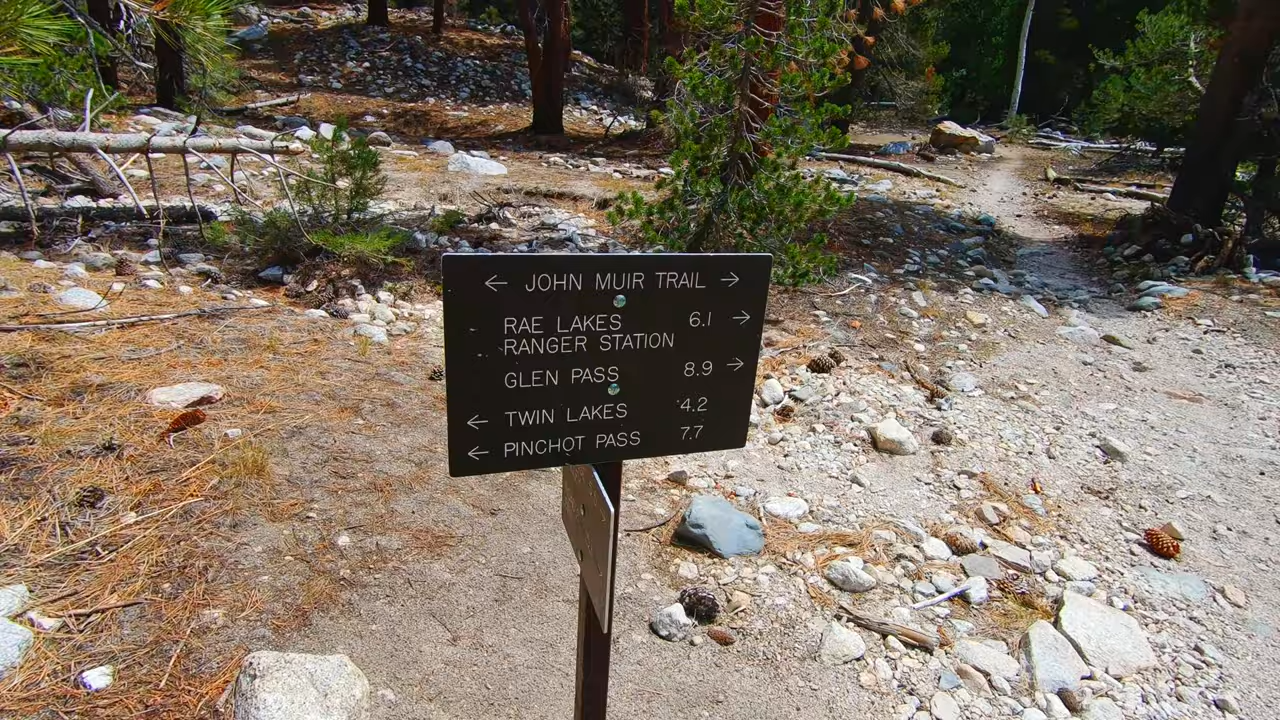 ← JOHN MUIR TRAIL →
RAE LAKES 6.1 →
RANGER STATION
GLEN PASS 8.9 →
← TWIN LAKES 4.2
← PINCHOT PASS 7.7